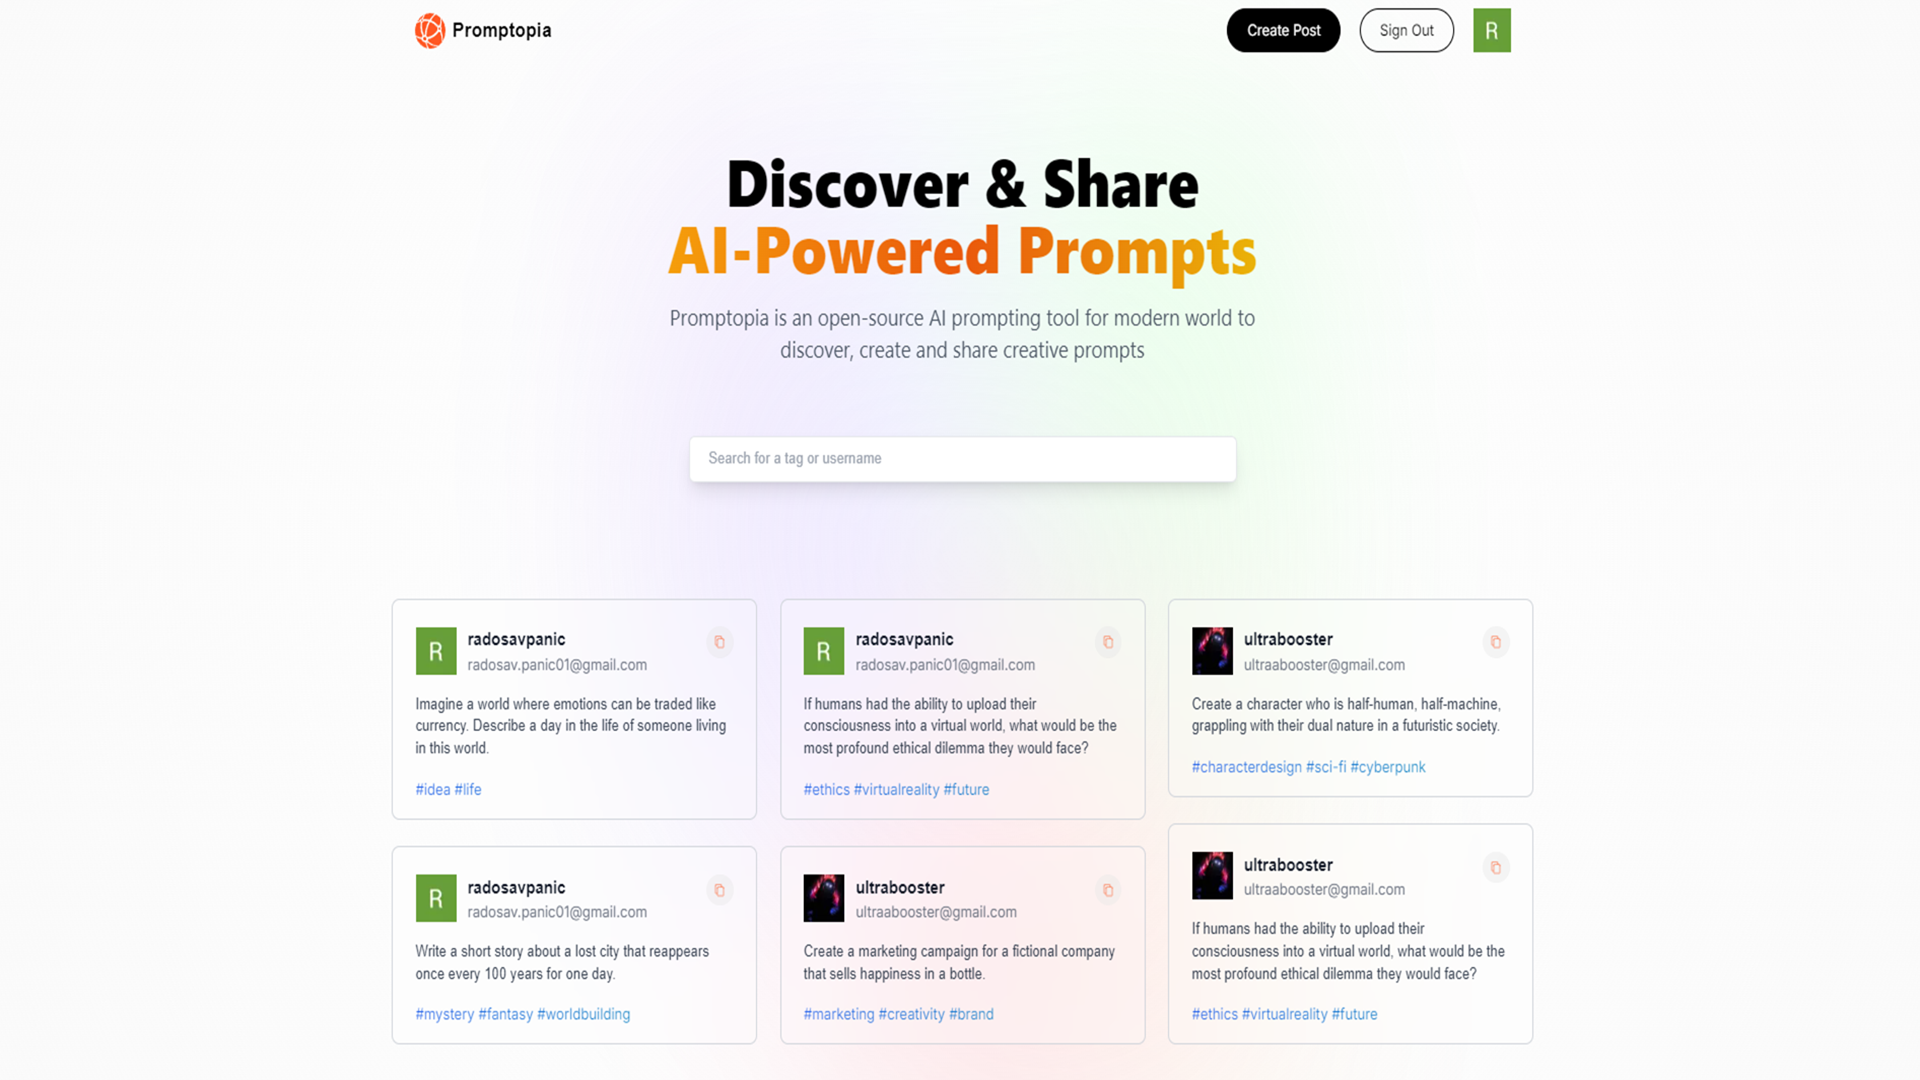 Promptopia
Create Post
Sign Out
R
Discover & Share
AI-Powered Prompts
Promptopia is an open-source AI prompting tool for modern world to
discover, create and share creative prompts
Search for a tag or username
R
radosavpanic
radosav.panic01@gmail.com
Imagine a world where emotions can be traded like
currency. Describe a day in the life of someone living
in this world.
#idea #life
R
radosavpanic
radosav.panic01@gmail.com
If humans had the ability to upload their
consciousness into a virtual world, what would be the
most profound ethical dilemma they would face?
#ethics #virtualreality #future
ultrabooster
ultraabooster@gmail.com
Create a character who is half-human, half-machine,
grappling with their dual nature in a futuristic society.
#characterdesign #sci-fi #cyberpunk
R
radosavpanic
radosav.panic01@gmail.com
Write a short story about a lost city that reappears
once every 100 years for one day.
#mystery #fantasy #worldbuilding
ultrabooster
ultraabooster@gmail.com
Create a marketing campaign for a fictional company
that sells happiness in a bottle.
#marketing #creativity #brand
ultrabooster
ultraabooster@gmail.com
If humans had the ability to upload their
consciousness into a virtual world, what would be the
most profound ethical dilemma they would face?
#ethics #virtualreality #future